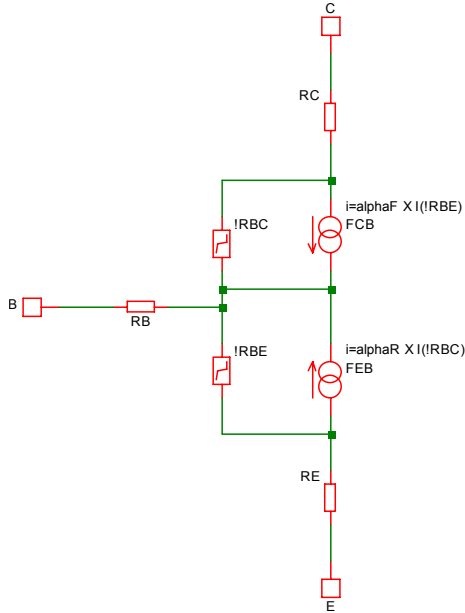 C
RC
i=alphaF X I(!RBE)
FCB
!RBC
B
RB
!RBE
i=alphaR X I(!RBC)
FEB
RE
E